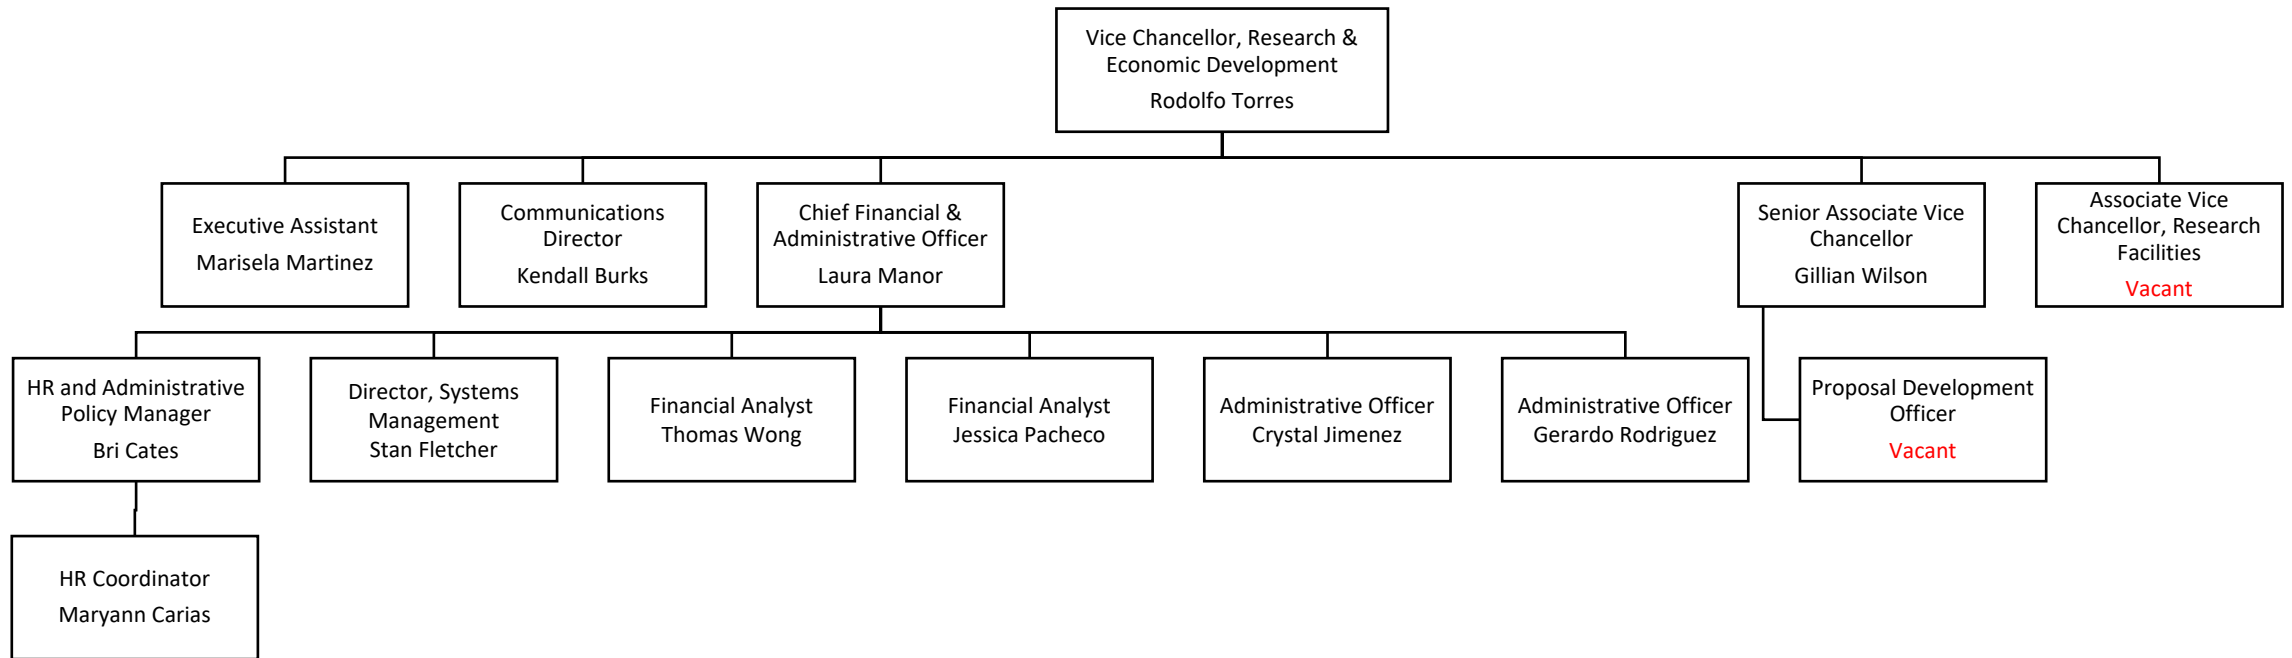 Vice Chancellor, Research &
Economic Development
Rodolfo Torres
Executive Assistant
Marisela Martinez
Communications
Director
Kendall Burks
Chief Financial &
Administrative Officer
Laura Manor
Senior Associate Vice
Chancellor
Gillian Wilson
Associate Vice
Chancellor, Research
Facilities
Vacant
HR and Administrative
Policy Manager
Bri Cates
Director, Systems
Management
Stan Fletcher
Financial Analyst
Thomas Wong
Financial Analyst
Jessica Pacheco
Administrative Officer
Crystal Jimenez
Administrative Officer
Gerardo Rodriguez
Proposal Development
Officer
Vacant
HR Coordinator
Maryann Carias